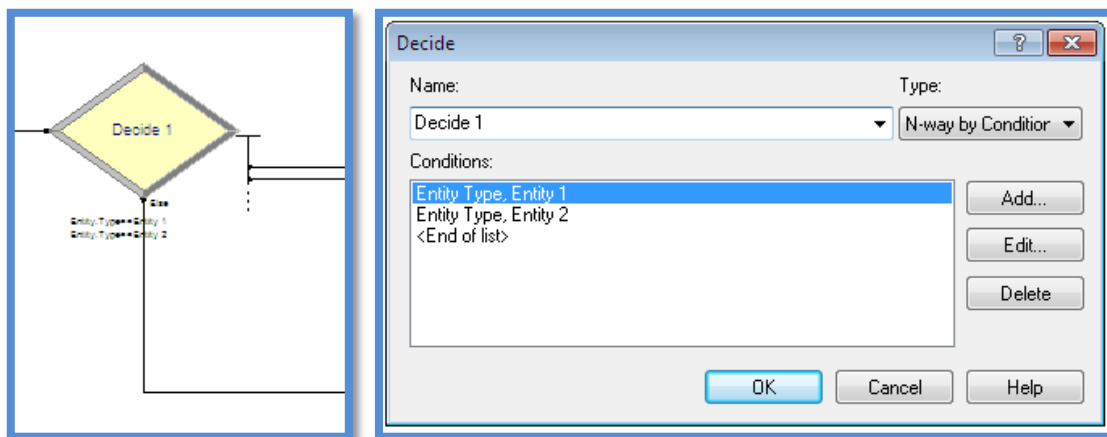 Decide 1
Else
Entity.Type==Entity 1
Entity.Type==Entity 2
Decide
Name:
Type:
Decide 1
N-way by Condition
Conditions:
Entity Type, Entity 1
Entity Type, Entity 2
<End of list>
Add...
Edit...
Delete
OK
Cancel
Help